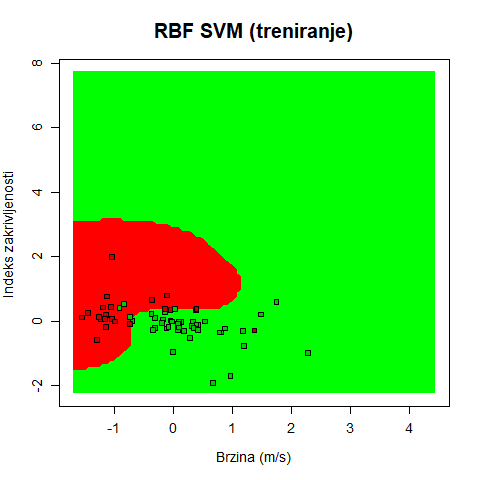 RBF SVM (treniranje)
Indeks zakrivljenosti
8
6
4
2
0
-2
-1 0 1 2 3 4
Brzina (m/s)